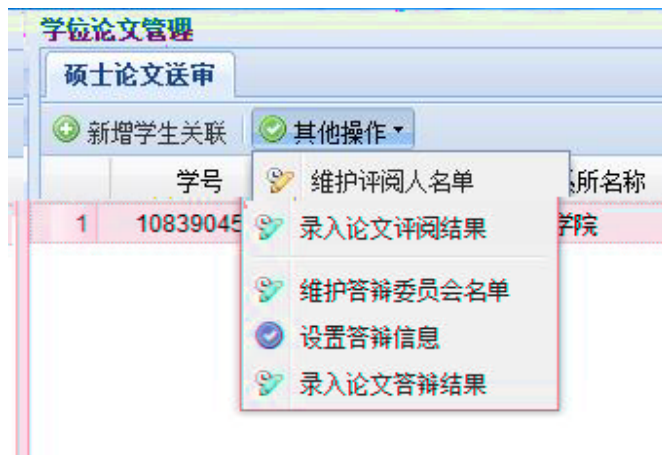 学位论文管理
硕士论文送审
新增学生关联 其他操作
学号 维护评阅人名单 所名称
1 10839045 录入论文评阅结果 学院
维护答辩委员会名单
设置答辩信息
录入论文答辩结果